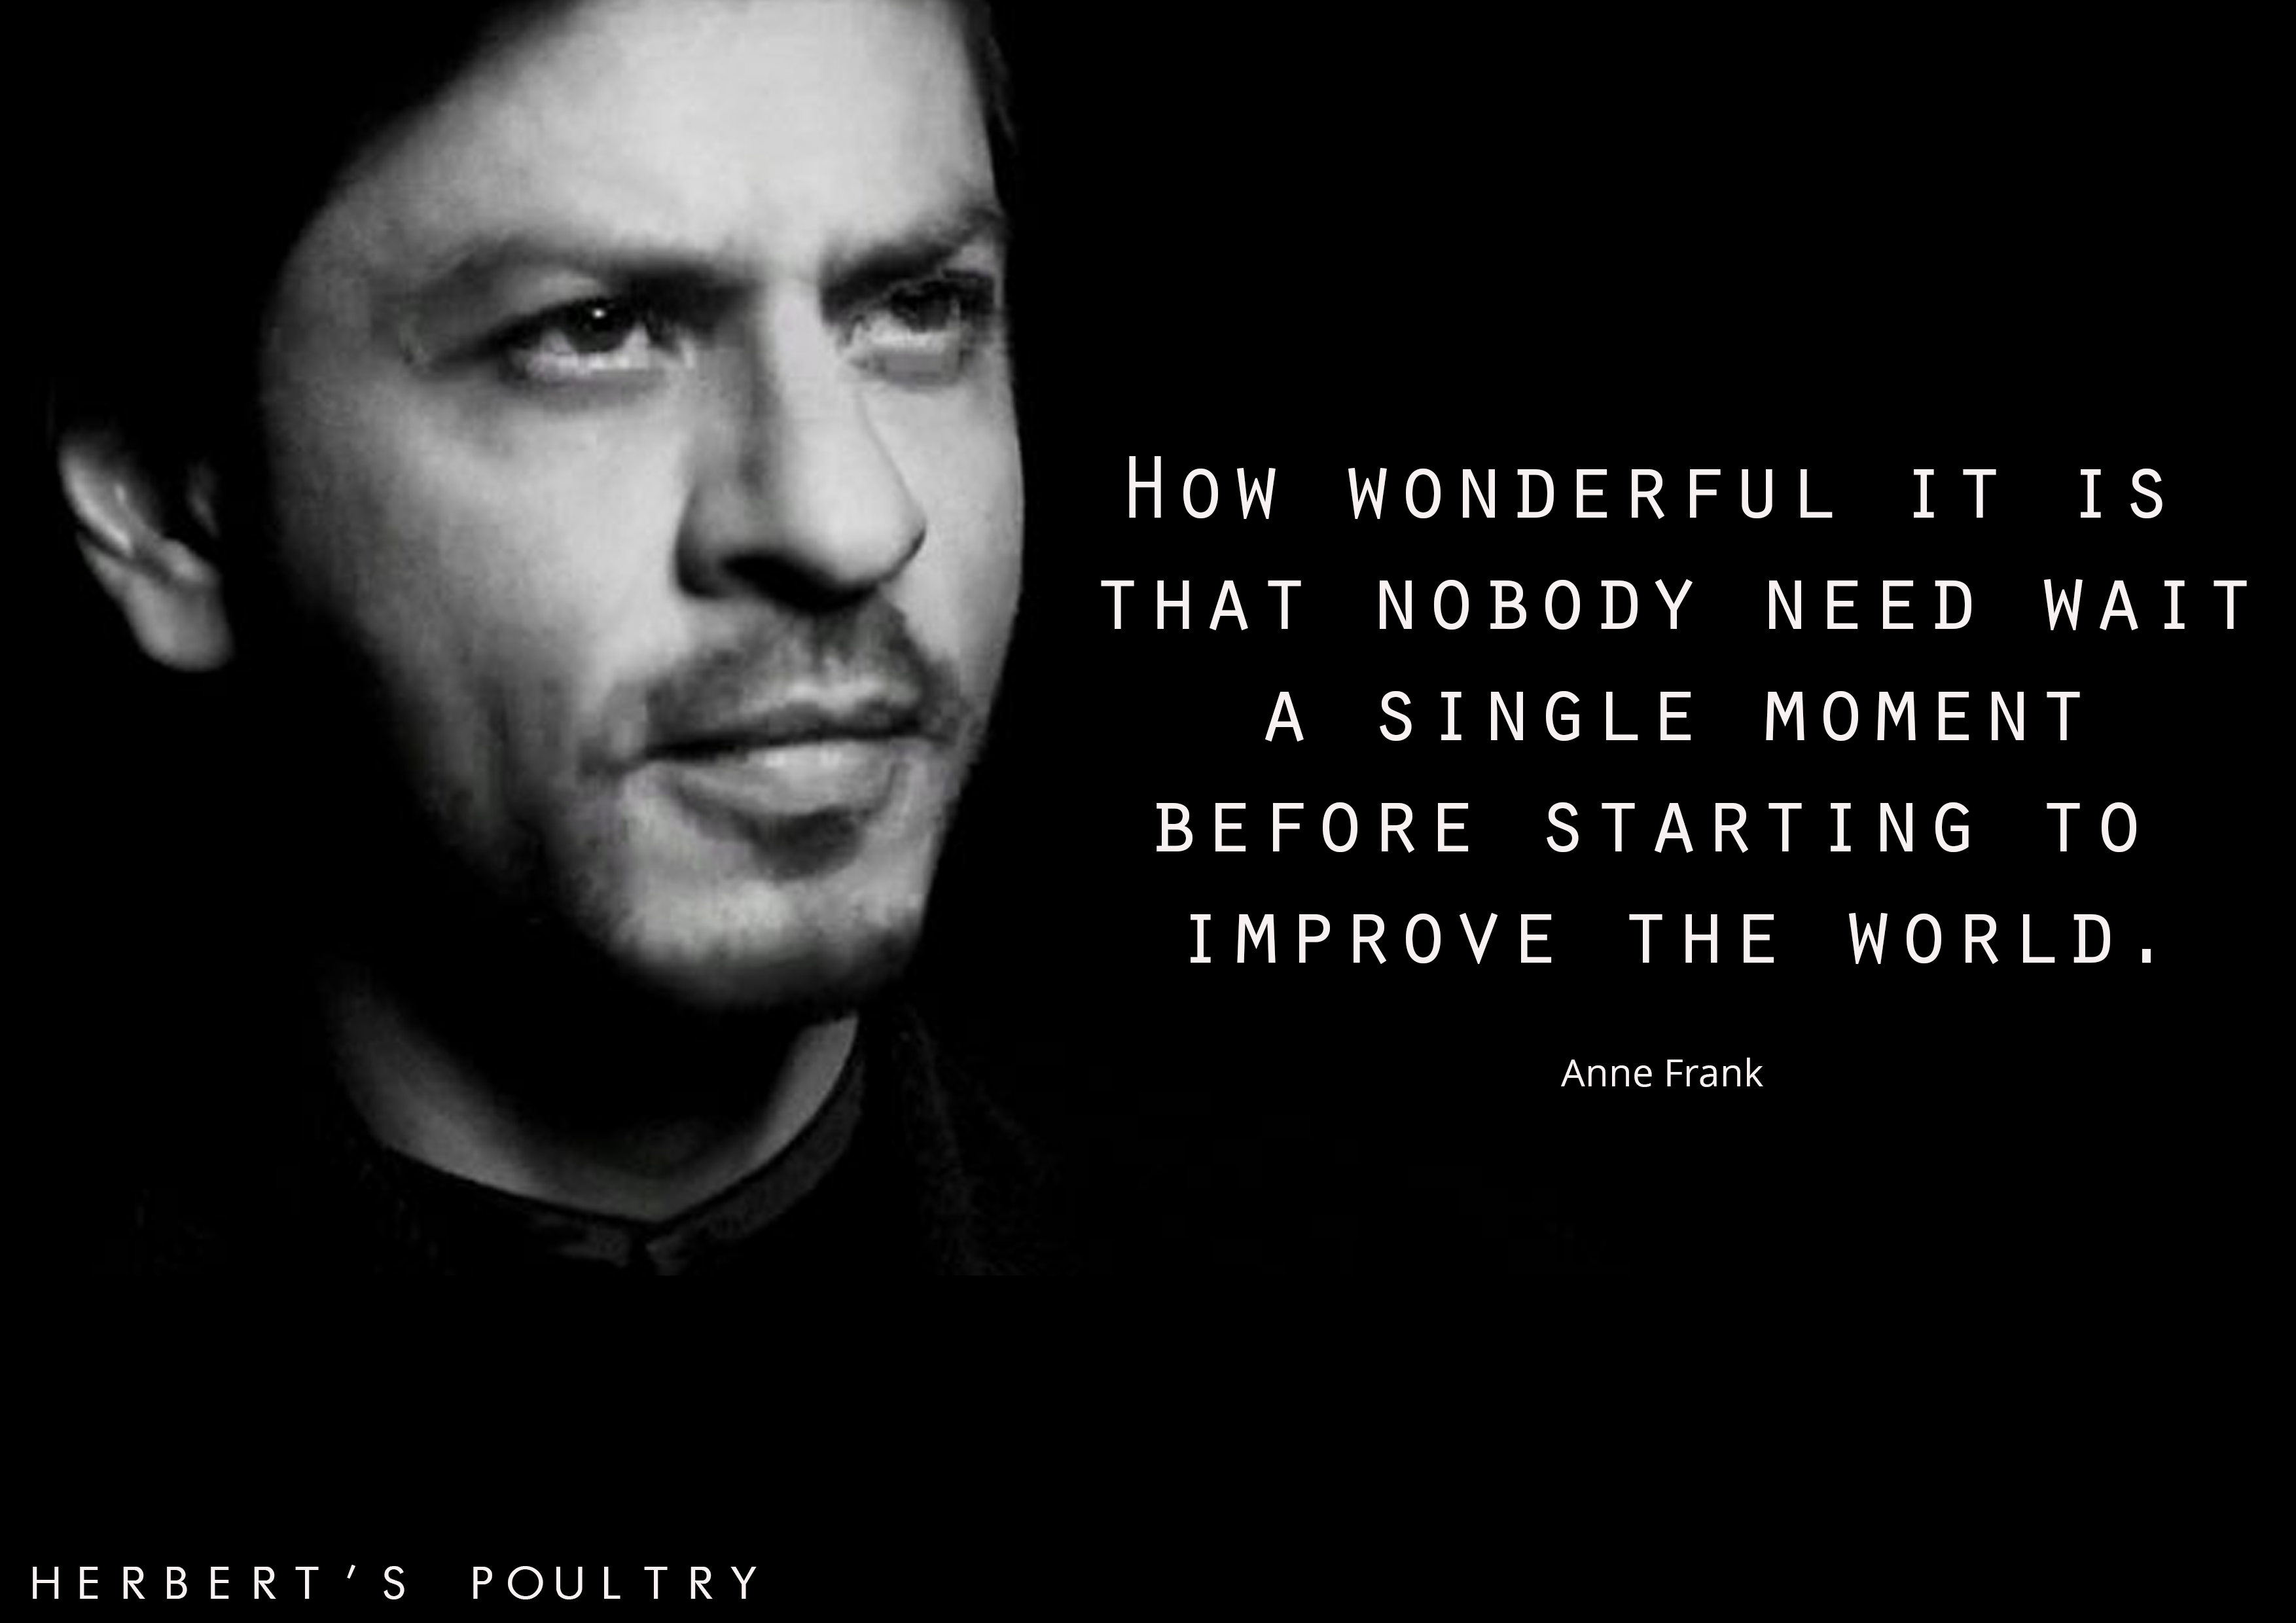 How wonderful it is
that nobody need wait
a single moment
before starting to
improve the world.
Anne Frank
HERBERT'S POULTRY